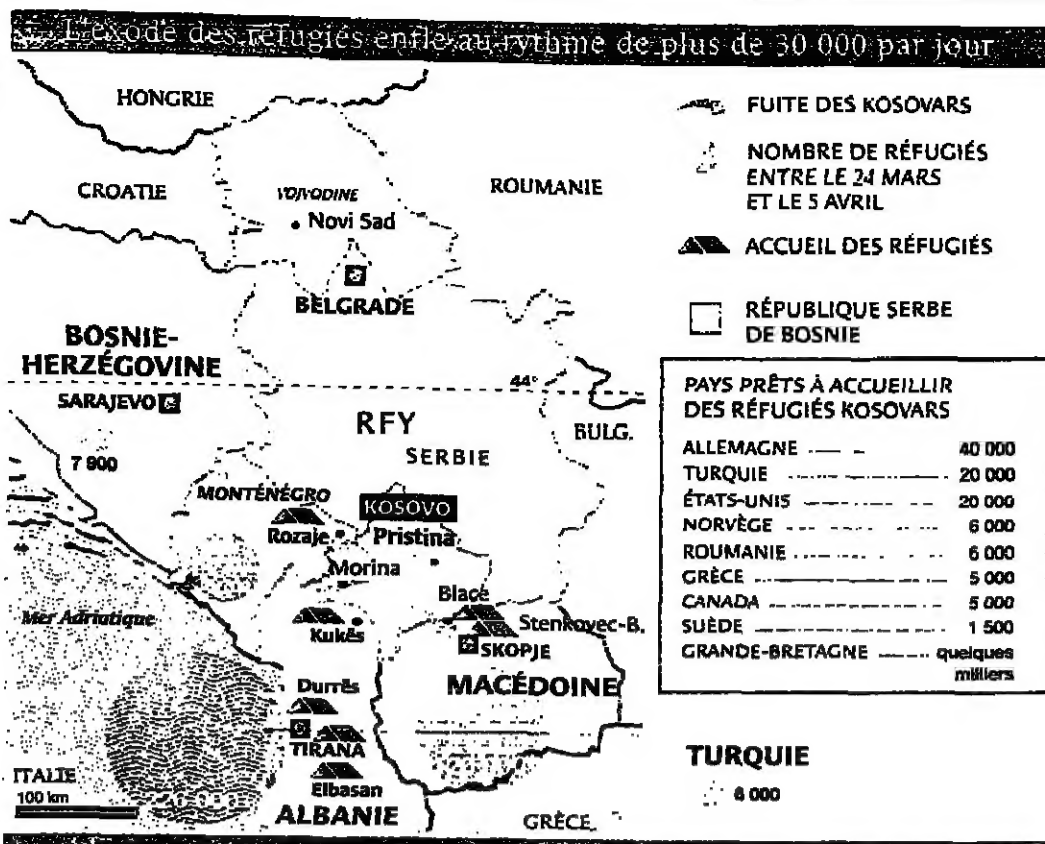 L'exode des réfugiés enfle au rythme de plus de 30 000 par jour
HONGRIE
CROATIE
VOJVODINE
Novi Sad
ROUMANIE
BELGRADE
BOSNIE-
HERZÉGOVINE
44°
SARAJEVO
7 900
RFY
SERBIE
BULG.
MONTÉNÉGRO
KOSOVO
Rozaje
Pristina
Morina
Blacé
Mer Adriatique
Kukës
Stenkovec-B.
SKOPJE
Durrës
MACÉDOINE
TIRANA
ITALIE
100 km
Elbasan
ALBANIE
GRÈCE
FUITE DES KOSOVARS
NOMBRE DE RÉFUGIÉS
ENTRE LE 24 MARS
ET LE 5 AVRIL
ACCUEIL DES RÉFUGIÉS
RÉPUBLIQUE SERBE
DE BOSNIE
PAYS PRÊTS À ACCUEILLIR
DES RÉFUGIÉS KOSOVARS
ALLEMAGNE 40 000
TURQUIE 20 000
ÉTATS-UNIS 20 000
NORVÈGE 6 000
ROUMANIE 6 000
GRÈCE 5 000
CANADA 5 000
SUÈDE 1 500
GRANDE-BRETAGNE quelques
milliers
TURQUIE
6 000